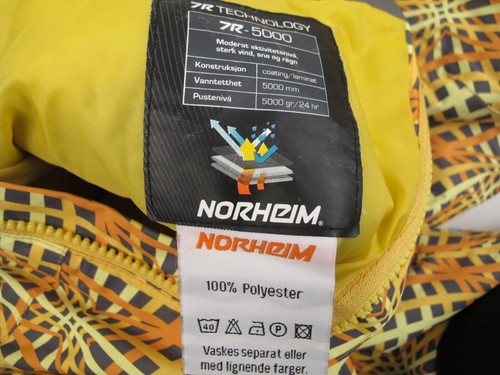 7R TECHNOLOGY
7R-5000
Moderat aktivitetsnivå,
sterk vind, snø og regn
Konstruksjon coating/laminat
Vanntetthet 5000 mm
Pustenivå 5000 gr/24 hr
NORHEIM®
NORHEIM
100% Polyester
40 P
Vaskes separat eller
med lignende farger.